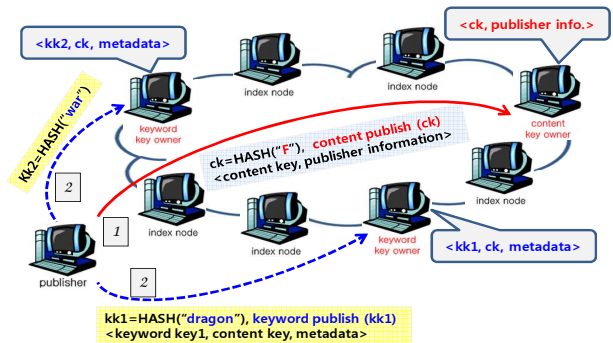 <kk2, ck, metadata>
<ck, publisher info.>
index node
index node
keyword
key owner
content
key owner
Kk2=HASH("war")
ck=HASH("F"), content publish (ck)
<content key, publisher information>
2
1
index node
index node
index node
keyword
key owner
<kk1, ck, metadata>
publisher
2
kk1=HASH("dragon"), keyword publish (kk1)
<keyword key1, content key, metadata>